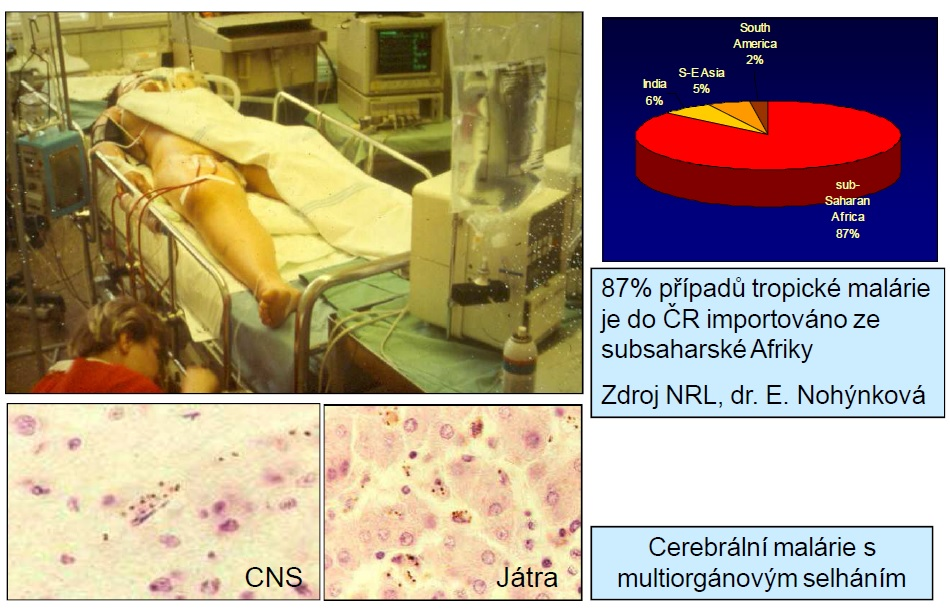 South
America
2%
S-E Asia
5%
India
6%
sub-
Saharan
Africa
87%
87% případů tropické malárie
je do ČR importováno ze
subsaharské Afriky
Zdroj NRL, dr. E. Nohýnková
CNS
Játra
Cerebrální malárie s
multiorgánovým selháním